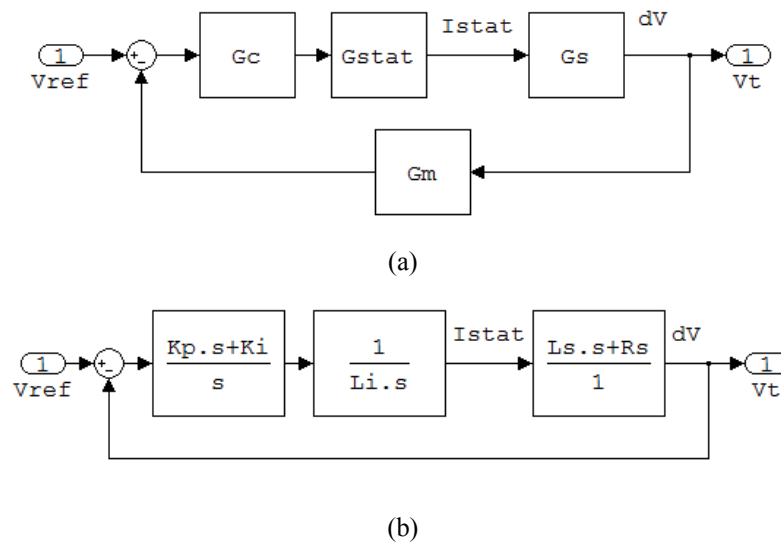 Istat dV
1 + - Gc Gstat Gs 1
Vref Vt
Gm
(a)
Istat dV
1 + - Kp.s+Ki 1 Ls.s+Rs 1
s Li.s 1
Vref Vt
(b)